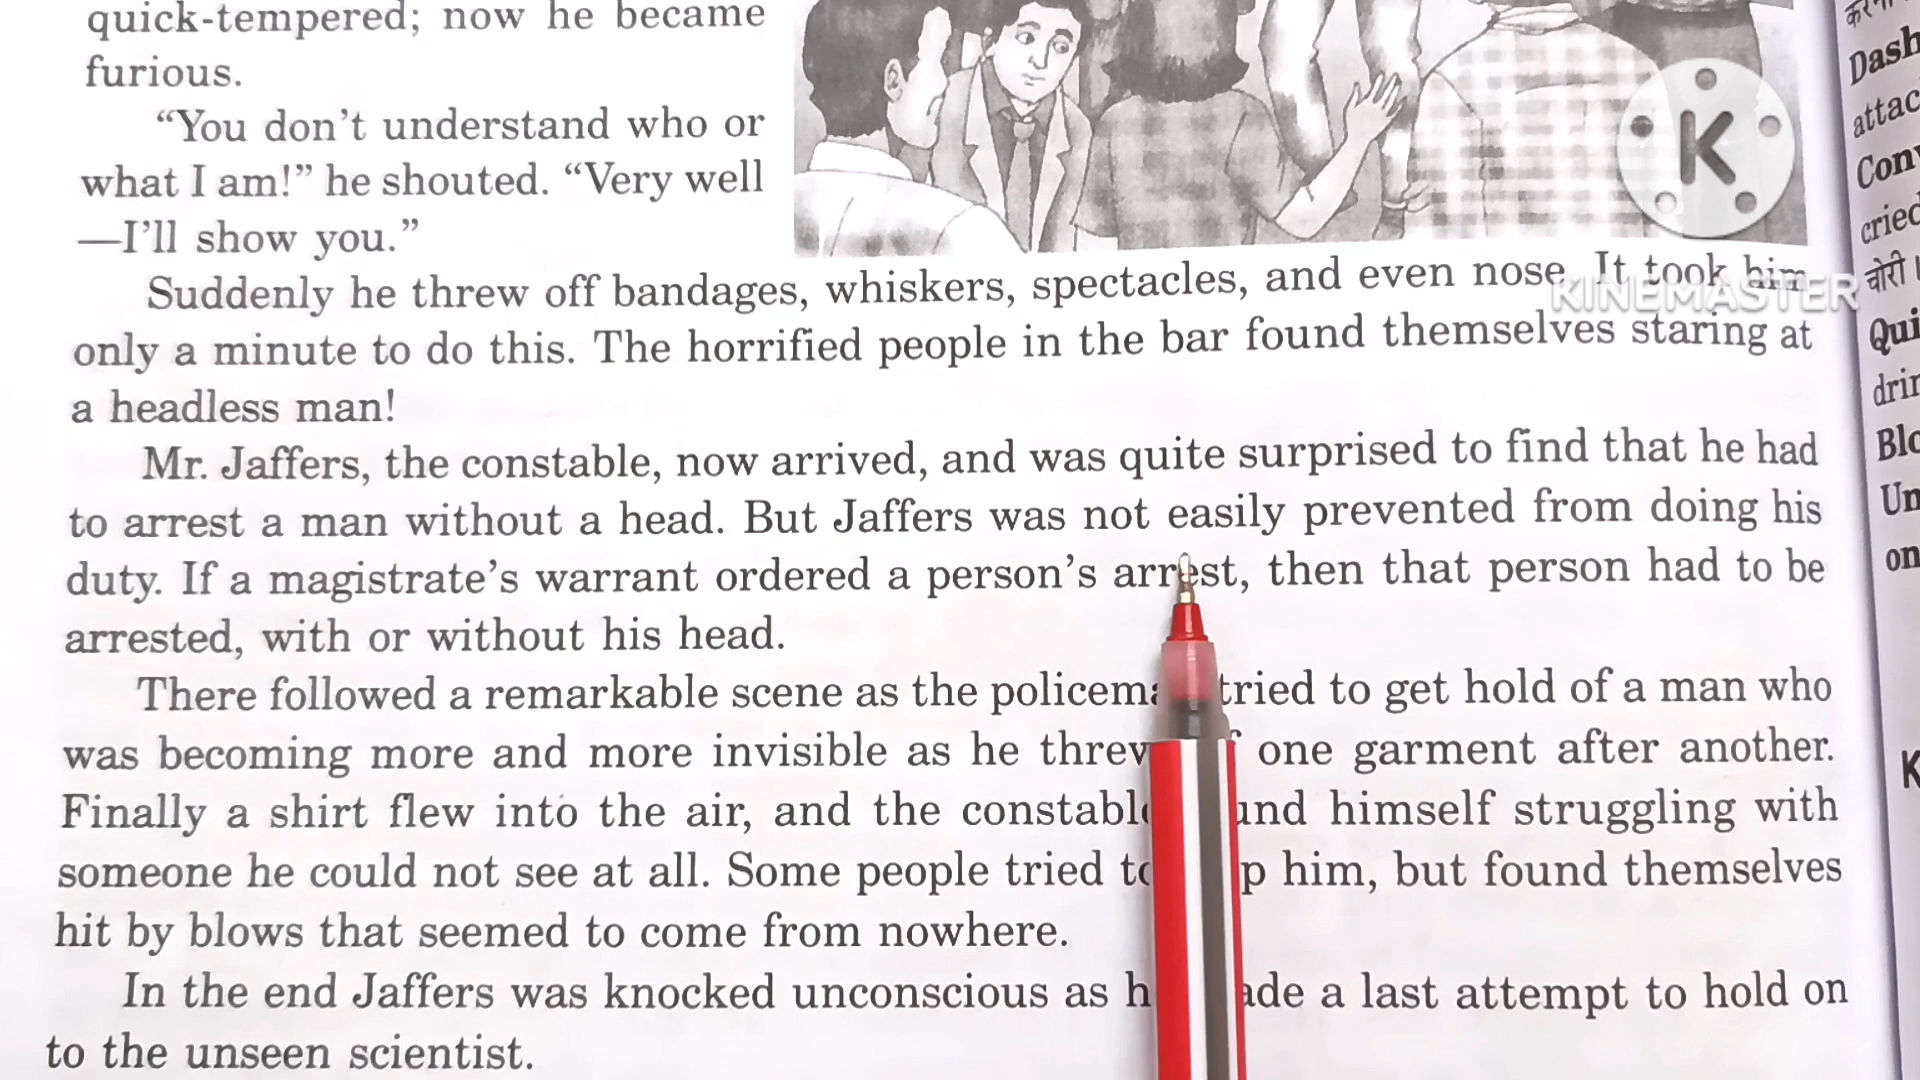 quick-tempered; now he became
furious.
“You don’t understand who or
what I am!” he shouted. “Very well
—I’ll show you.”
Suddenly he threw off bandages, whiskers, spectacles, and even nose. It took him
only a minute to do this. The horrified people in the bar found themselves staring at
a headless man!
Mr. Jaffers, the constable, now arrived, and was quite surprised to find that he had
to arrest a man without a head. But Jaffers was not easily prevented from doing his
duty. If a magistrate’s warrant ordered a person’s arrest, then that person had to be
arrested, with or without his head.
There followed a remarkable scene as the policema tried to get hold of a man who
was becoming more and more invisible as he threw one garment after another.
Finally a shirt flew into the air, and the constable und himself struggling with
someone he could not see at all. Some people tried to p him, but found themselves
hit by blows that seemed to come from nowhere.
In the end Jaffers was knocked unconscious as h ade a last attempt to hold on
to the unseen scientist.
K
KINEMASTER
Dash
attac
Conv
cried
चोरी।
Qui
drin
Blo
Un
on
K